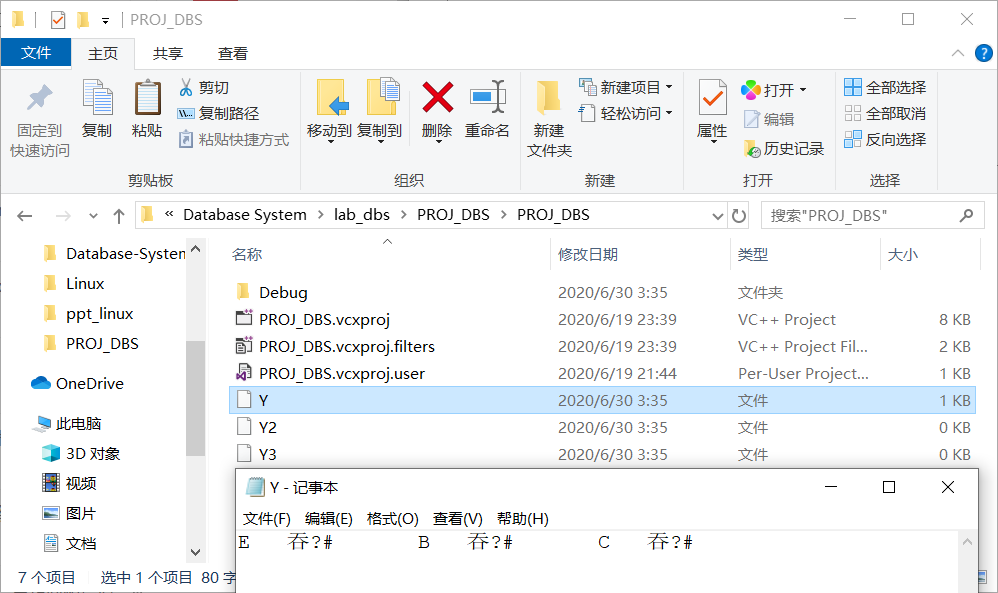 PROJ_DBS
文件 主页 共享 查看
固定到快速访问
复制
粘贴
剪切
复制路径
粘贴快捷方式
移动到 复制到
删除 重命名
新建文件夹
新建项目
轻松访问
属性
打开
编辑
历史记录
全部选择
全部取消
反向选择
剪贴板 组织 新建 打开 选择
« Database System > lab_dbs > PROJ_DBS > PROJ_DBS
搜索"PROJ_DBS"
Database-System
Linux
ppt_linux
PROJ_DBS
OneDrive
此电脑
3D 对象
视频
图片
文档
名称 修改日期 类型 大小
Debug 2020/6/30 3:35 文件夹
PROJ_DBS.vcxproj 2020/6/19 23:39 VC++ Project 8 KB
PROJ_DBS.vcxproj.filters 2020/6/19 23:39 VC++ Project Fil... 2 KB
PROJ_DBS.vcxproj.user 2020/6/19 21:44 Per-User Project... 1 KB
Y 2020/6/30 3:35 文件 1 KB
Y2 2020/6/30 3:35 文件 0 KB
Y3 2020/6/30 3:35 文件 0 KB
Y - 记事本
文件(F) 编辑(E) 格式(O) 查看(V) 帮助(H)
E 吞?# B 吞?# C 吞?#
7 个项目 选中 1 个项目 80 字